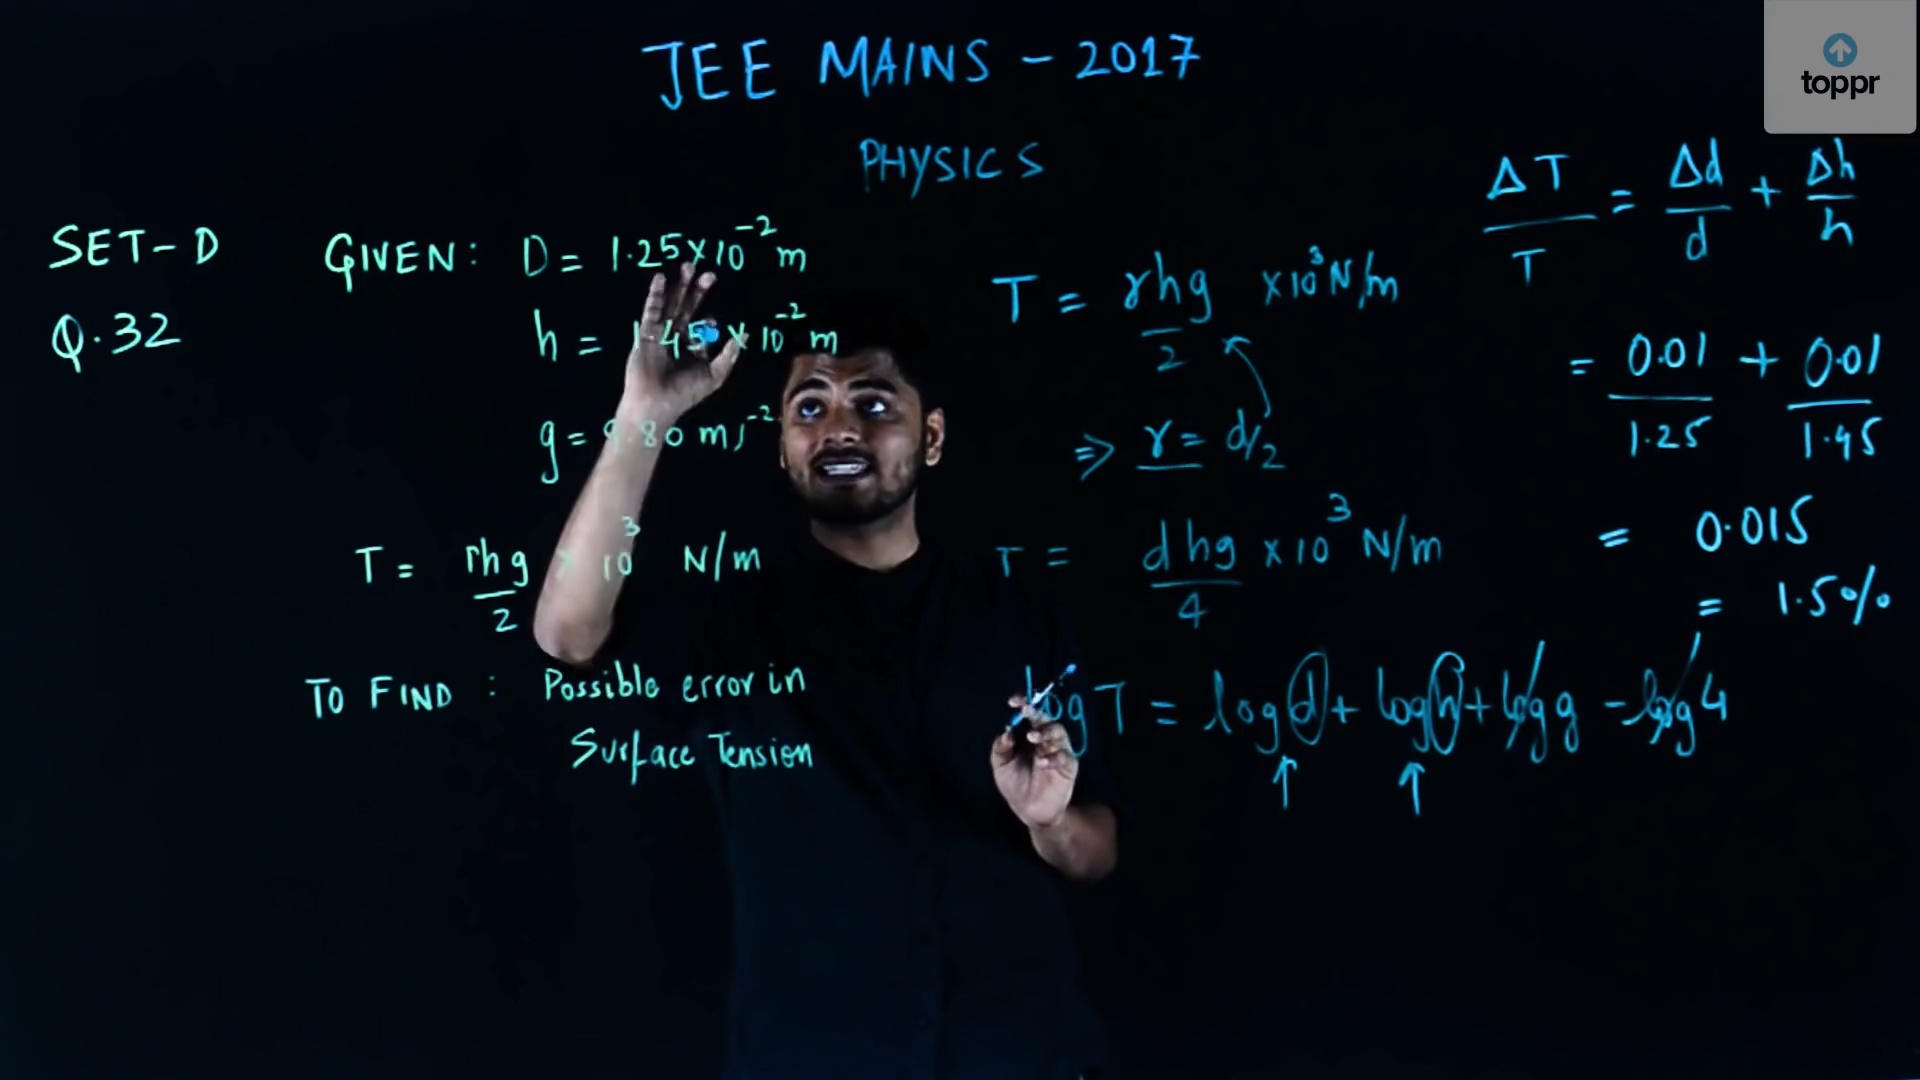 JEE MAINS - 2017
toppr
PHYSICS
SET-D
Q.32
GIVEN: D = 1.25×10⁻² m
h = 1.45 × 10⁻² m
g = 9.80 ms⁻²
T = rhg/2 × 10³ N/m
TO FIND : Possible error in
Surface Tension
T = rhg/2 ×10³ N/m
⇒ r = d/2
T = dhg/4 ×10³ N/m
log T = log d + log h + log g - log 4
ΔT/T = Δd/d + Δh/h
= 0.01/1.25 + 0.01/1.45
= 0.015
= 1.5%